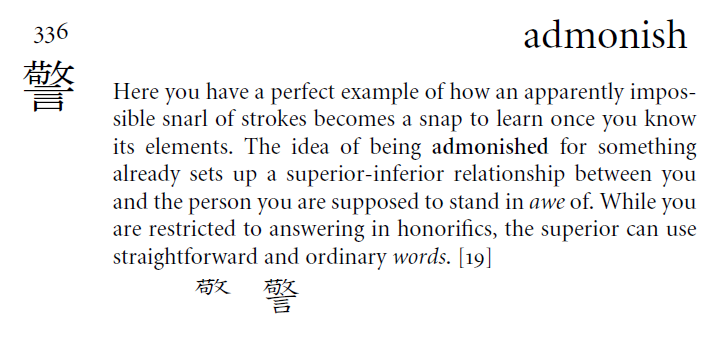 336
admonish
警
Here you have a perfect example of how an apparently impos-
sible snarl of strokes becomes a snap to learn once you know
its elements. The idea of being admonished for something
already sets up a superior-inferior relationship between you
and the person you are supposed to stand in awe of. While you
are restricted to answering in honorifics, the superior can use
straightforward and ordinary words. [19]
敬 警